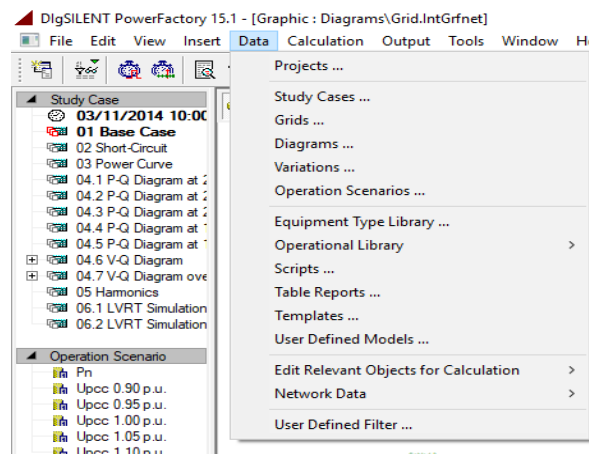 DIgSILENT PowerFactory 15.1 - [Graphic : Diagrams\Grid.IntGrfnet]
File Edit View Insert Data Calculation Output Tools Window H
Projects ...
Study Cases ...
Grids ...
Diagrams ...
Variations ...
Operation Scenarios ...
Equipment Type Library ...
Operational Library
Scripts ...
Table Reports ...
Templates ...
User Defined Models ...
Edit Relevant Objects for Calculation
Network Data
User Defined Filter ...
Study Case
03/11/2014 10:00
01 Base Case
02 Short-Circuit
03 Power Curve
04.1 P-Q Diagram at 2
04.2 P-Q Diagram at 2
04.3 P-Q Diagram at 2
04.4 P-Q Diagram at 1
04.5 P-Q Diagram at 1
04.6 V-Q Diagram
04.7 V-Q Diagram ove
05 Harmonics
06.1 LVRT Simulation
06.2 LVRT Simulation
Operation Scenario
Pn
Upcc 0.90 p.u.
Upcc 0.95 p.u.
Upcc 1.00 p.u.
Upcc 1.05 p.u.
Upcc 1.10 p.u.